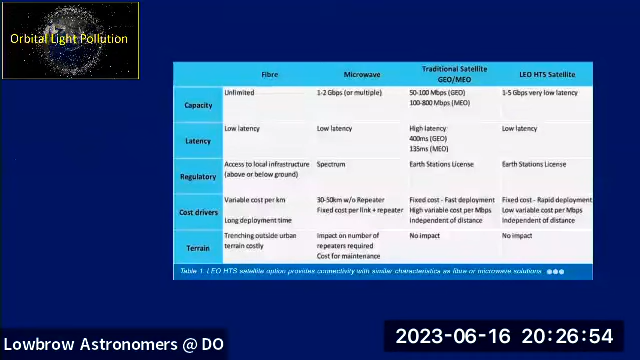 Orbital Light Pollution
Fibre
Microwave
Traditional Satellite
GEO/MEO
LEO HTS Satellite
Capacity
Unlimited
1-2 Gbps (or multiple)
50-100 Mbps (GEO)
100-800 Mbps (MEO)
1-5 Gbps very low latency
Latency
Low latency
Low latency
High latency
400ms (GEO)
135ms (MEO)
Low latency
Regulatory
Access to local infrastructure
(above or below ground)
Spectrum
Earth Stations License
Earth Stations License
Cost drivers
Variable cost per km
Long deployment time
30-50km w/o Repeater
Fixed cost per link + repeater
Fixed cost - Fast deployment
High variable cost per Mbps
Independent of distance
Fixed cost - Rapid deployment
Low variable cost per Mbps
Independent of distance
Terrain
Trenching outside urban
terrain costly
Impact on number of
repeaters required
Cost for maintenance
No impact
No impact
Table 1. LEO HTS satellite option provides connectivity with similar characteristics as fibre or microwave solutions
Lowbrow Astronomers @ DO
2023-06-16 20:26:54